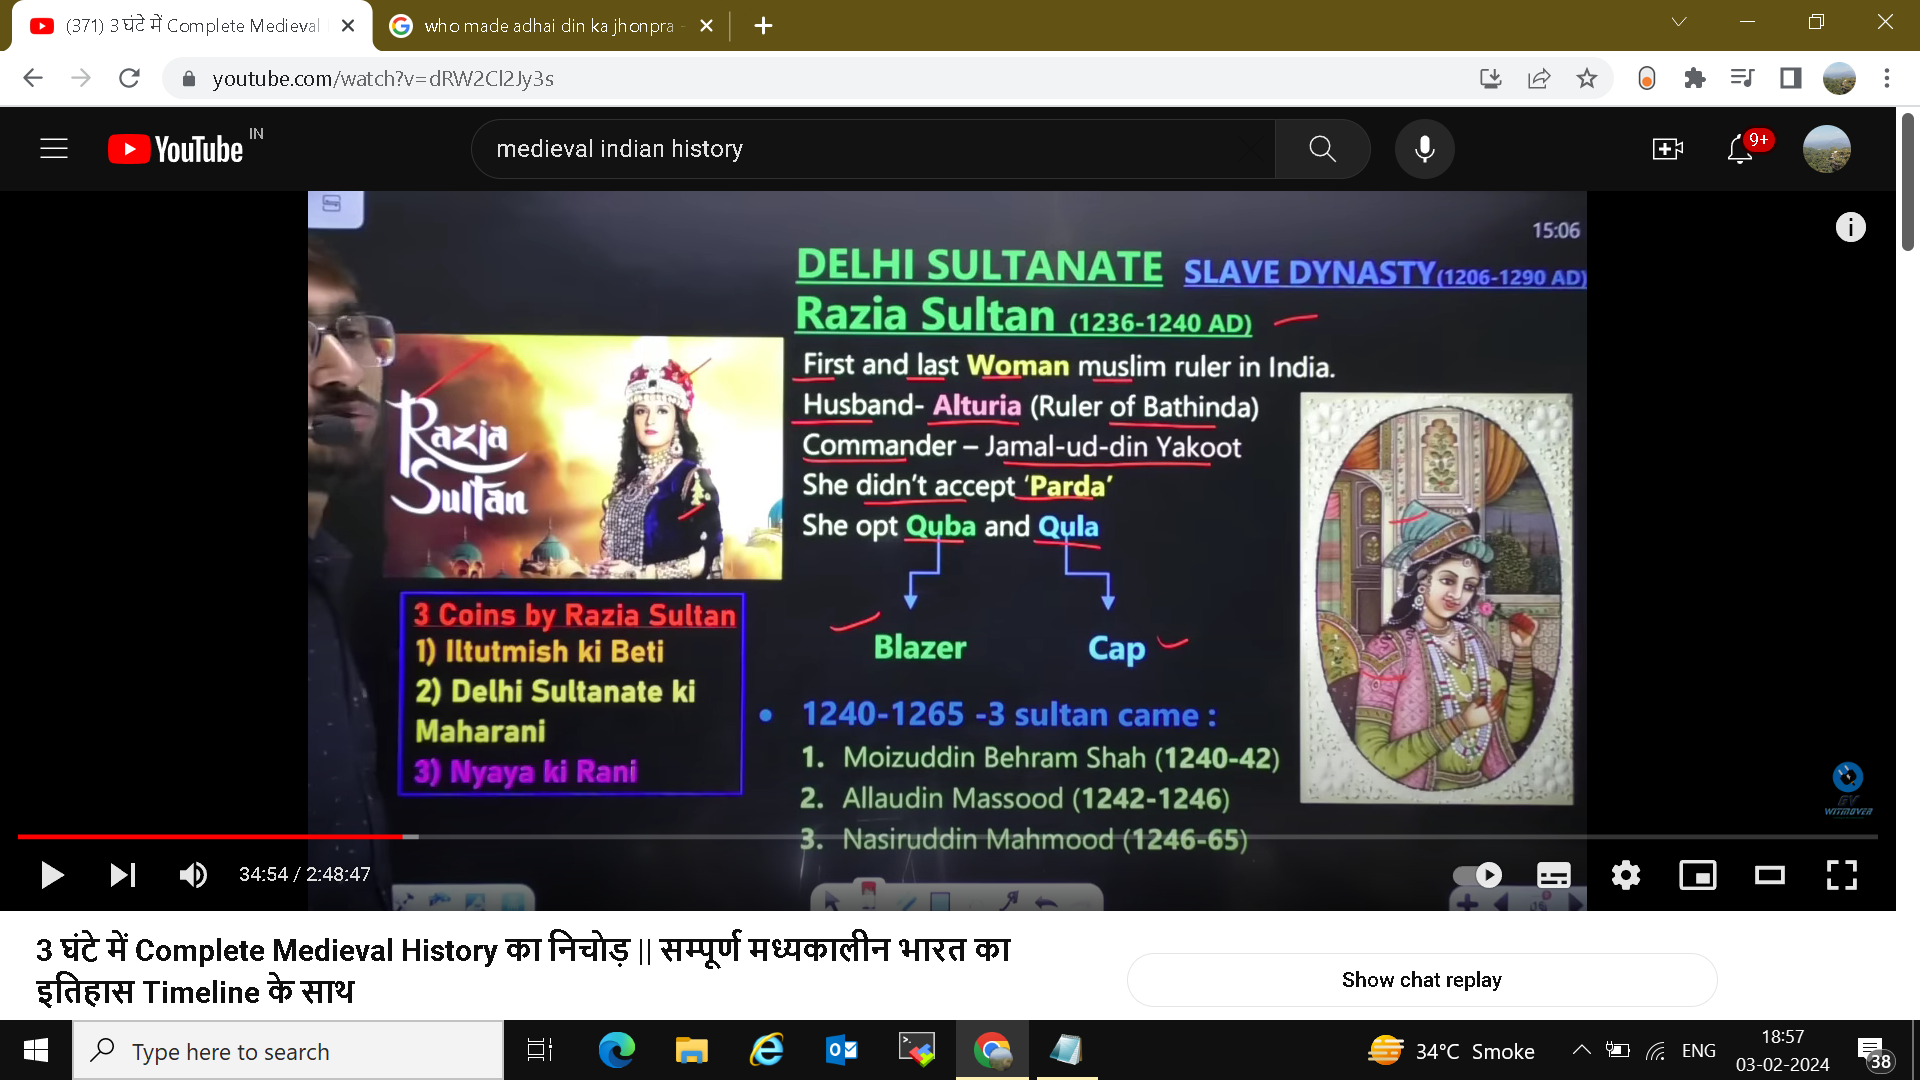 (371) 3 घंटे में Complete Medieval
who made adhai din ka jhonpra -
youtube.com/watch?v=dRW2Cl2Jy3s
YouTube IN
medieval indian history
9+
15:06
DELHI SULTANATE SLAVE DYNASTY(1206-1290 AD)
Razia Sultan (1236-1240 AD)
First and last Woman muslim ruler in India.
Husband- Alturia (Ruler of Bathinda)
Commander – Jamal-ud-din Yakoot
She didn't accept 'Parda'
She opt Quba and Qula
Blazer Cap
Razia
Sultan
3 Coins by Razia Sultan
1) Iltutmish ki Beti
2) Delhi Sultanate ki
Maharani
3) Nyaya ki Rani
• 1240-1265 -3 sultan came :
1. Moizuddin Behram Shah (1240-42)
2. Allaudin Massood (1242-1246)
3. Nasiruddin Mahmood (1246-65)
GV
WITMOVER
34:54 / 2:48:47
3 घंटे में Complete Medieval History का निचोड़ || सम्पूर्ण मध्यकालीन भारत का
इतिहास Timeline के साथ
Show chat replay
Type here to search
34°C Smoke
ENG
18:57
03-02-2024
38